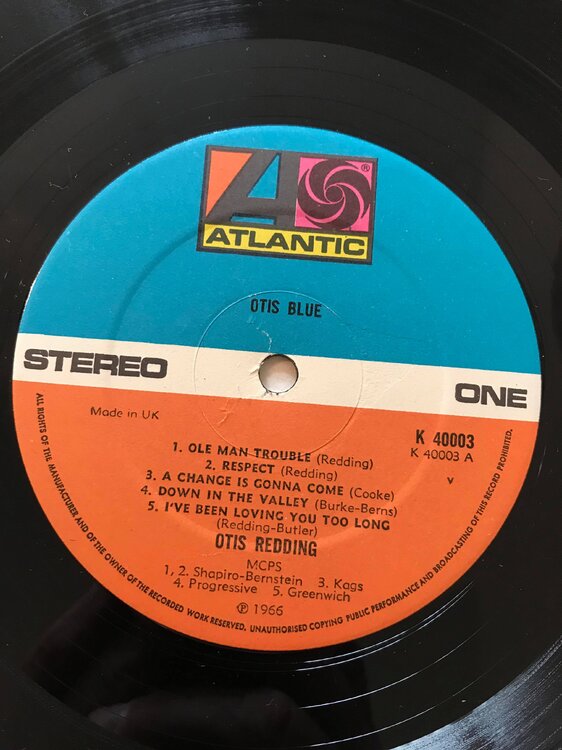 ®
ATLANTIC
OTIS BLUE
STEREO
ONE
Made in UK
K 40003
K 40003 A
V
1. OLE MAN TROUBLE (Redding)
2. RESPECT (Redding)
3. A CHANGE IS GONNA COME (Cooke)
4. DOWN IN THE VALLEY (Burke-Berns)
5. I'VE BEEN LOVING YOU TOO LONG
(Redding-Butler)
OTIS REDDING
MCPS
1, 2. Shapiro-Bernstein 3. Kags
4. Progressive 5. Greenwich
℗ 1966
ALL RIGHTS OF THE MANUFACTURER AND OF THE OWNER OF THE RECORDED WORK RESERVED. UNAUTHORISED COPYING PUBLIC PERFORMANCE AND BROADCASTING OF THIS RECORD PROHIBITED.